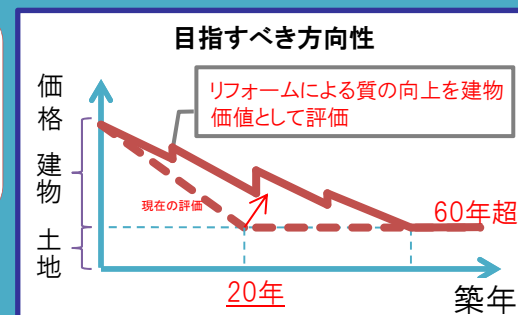 目指すべき方向性
価格
リフォームによる質の向上を建物
価値として評価
建物
現在の評価
60年超
土地
20年
築年